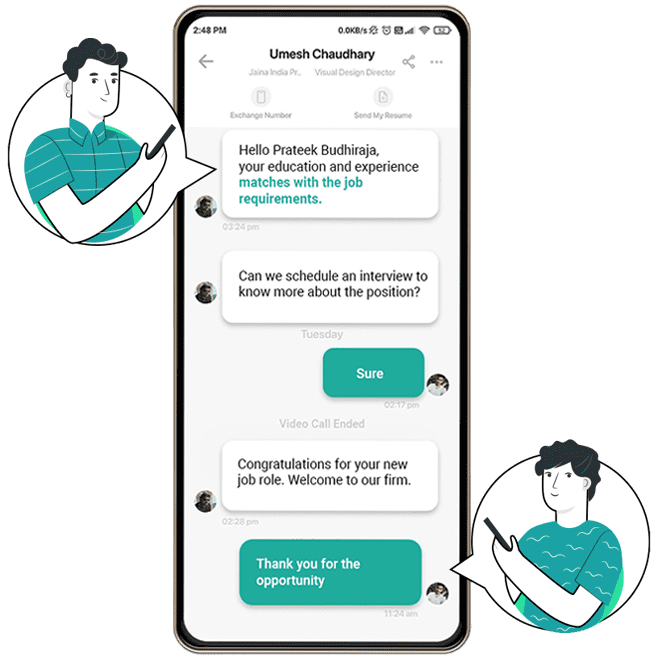 2:48 PM 0.0KB/s 52
Umesh Chaudhary
Jaina India Pr.. Visual Design Director
Exchange Number Send My Resume
Hello Prateek Budhiraja,
your education and experience
matches with the job
requirements.
03:24 pm
Can we schedule an interview to
know more about the position?
Tuesday
Sure
02:17 pm
Video Call Ended
Congratulations for your new
job role. Welcome to our firm.
02:28 pm
Thank you for the
opportunity
11:24 am